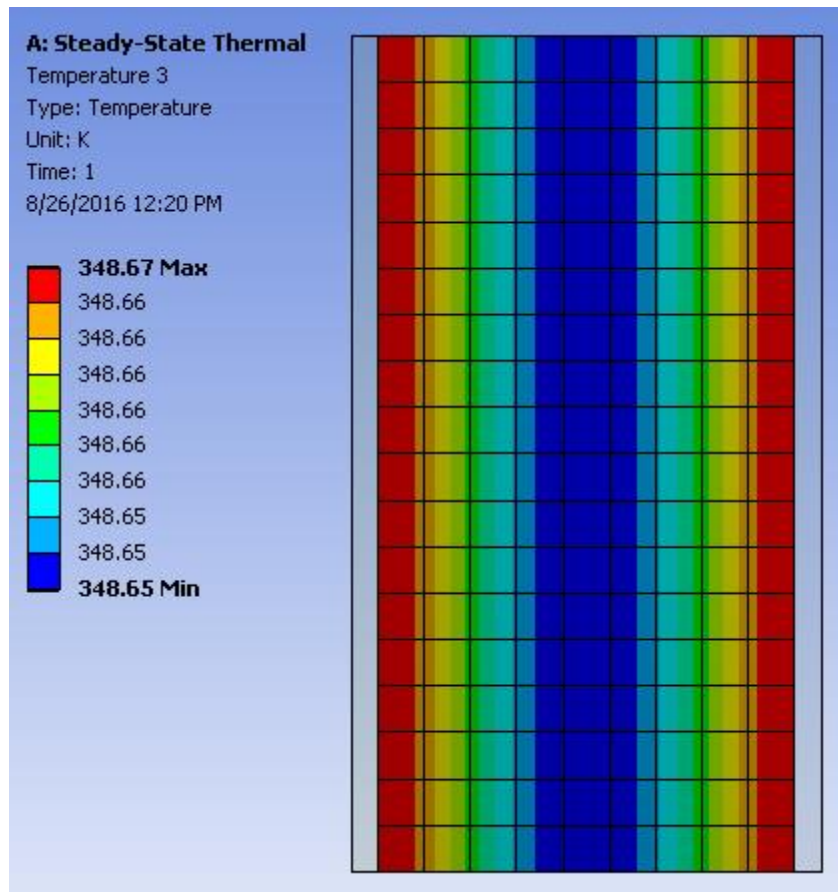 A: Steady-State Thermal
Temperature 3
Type: Temperature
Unit: K
Time: 1
8/26/2016 12:20 PM
348.67 Max
348.66
348.66
348.66
348.66
348.66
348.66
348.65
348.65
348.65 Min